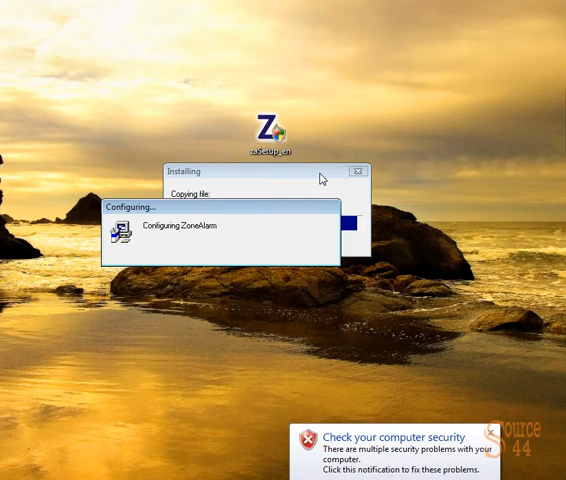 Z
zaSetup_en
Installing
Copying file:
Configuring...
Configuring ZoneAlarm
Check your computer security
There are multiple security problems with your
computer.
Click this notification to fix these problems.
Source
44